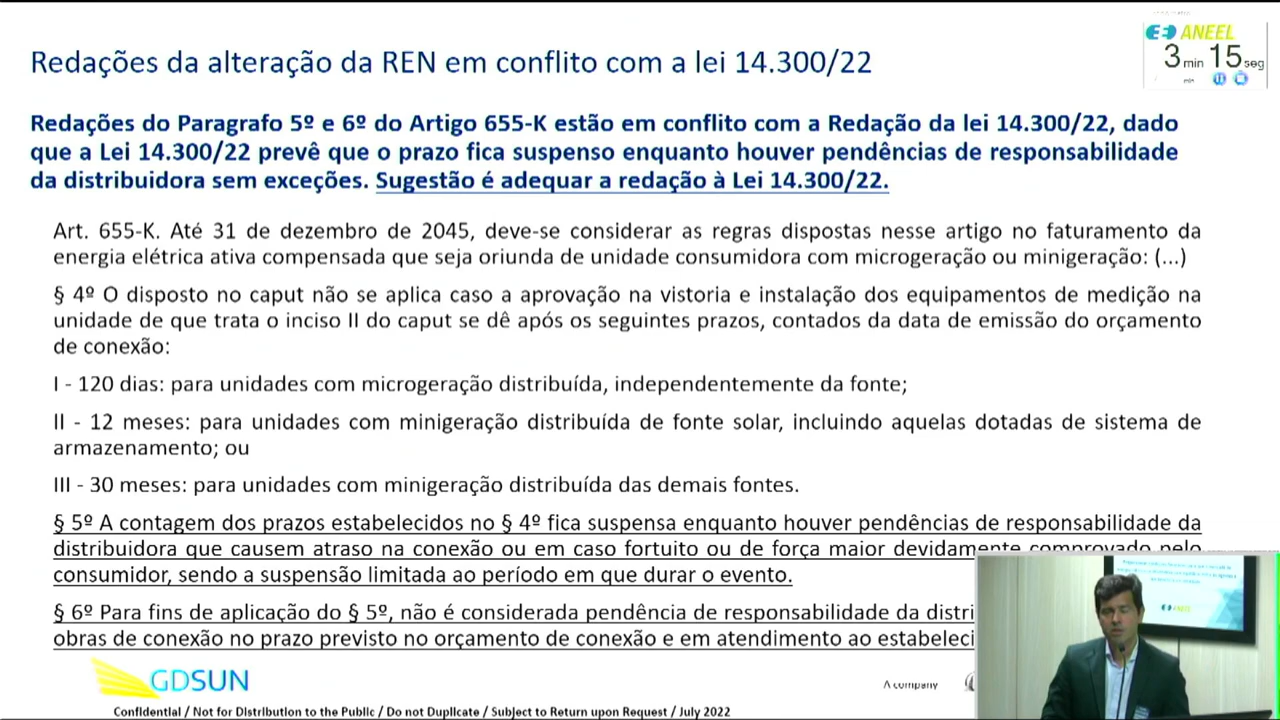 ANEEL
3 min 15 seg
Redações da alteração da REN em conflito com a lei 14.300/22
Redações do Paragrafo 5º e 6º do Artigo 655-K estão em conflito com a Redação da lei 14.300/22, dado
que a Lei 14.300/22 prevê que o prazo fica suspenso enquanto houver pendências de responsabilidade
da distribuidora sem exceções. Sugestão é adequar a redação à Lei 14.300/22.
Art. 655-K. Até 31 de dezembro de 2045, deve-se considerar as regras dispostas nesse artigo no faturamento da
energia elétrica ativa compensada que seja oriunda de unidade consumidora com microgeração ou minigeração: (...)
§ 4º O disposto no caput não se aplica caso a aprovação na vistoria e instalação dos equipamentos de medição na
unidade de que trata o inciso II do caput se dê após os seguintes prazos, contados da data de emissão do orçamento
de conexão:
I - 120 dias: para unidades com microgeração distribuída, independentemente da fonte;
II - 12 meses: para unidades com minigeração distribuída de fonte solar, incluindo aquelas dotadas de sistema de
armazenamento; ou
III - 30 meses: para unidades com minigeração distribuída das demais fontes.
§ 5º A contagem dos prazos estabelecidos no § 4º fica suspensa enquanto houver pendências de responsabilidade da
distribuidora que causem atraso na conexão ou em caso fortuito ou de força maior devidamente comprovado pelo
consumidor, sendo a suspensão limitada ao período em que durar o evento.
§ 6º Para fins de aplicação do § 5º, não é considerada pendência de responsabilidade da distri
obras de conexão no prazo previsto no orçamento de conexão e em atendimento ao estabeleci
GDSUN
A company
Confidential / Not for Distribution to the Public / Do not Duplicate / Subject to Return upon Request / July 2022
ANEEL